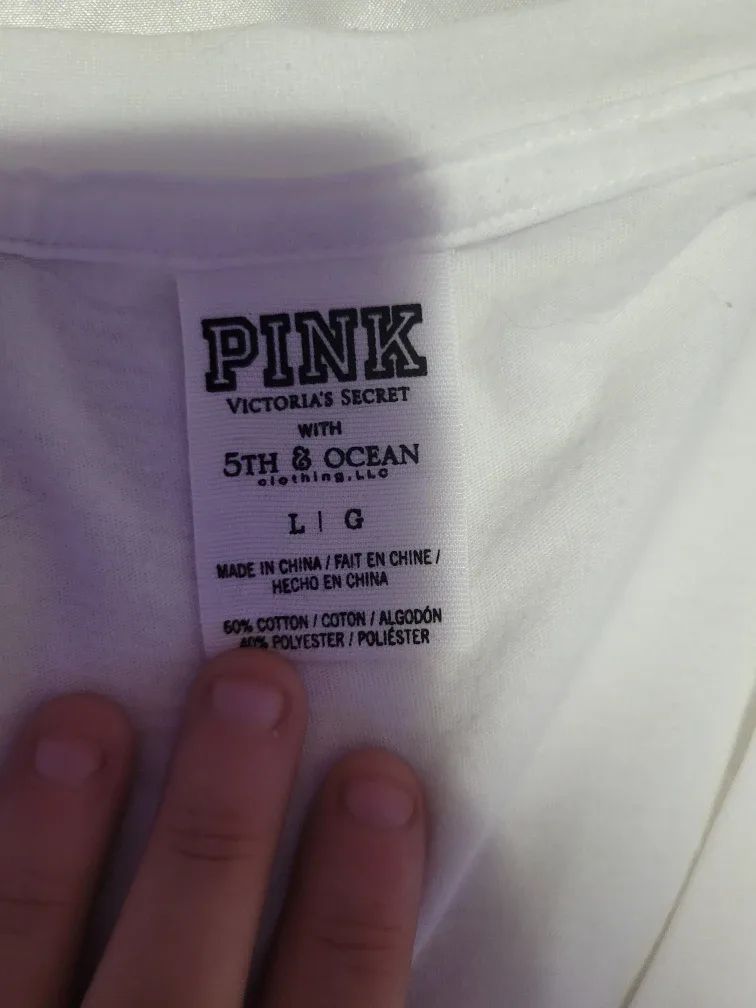 PINK
VICTORIA'S SECRET
WITH
5TH & OCEAN
clothing, LLC
L | G
MADE IN CHINA / FAIT EN CHINE /
HECHO EN CHINA
60% COTTON / COTON / ALGODÓN
40% POLYESTER / POLIÉSTER